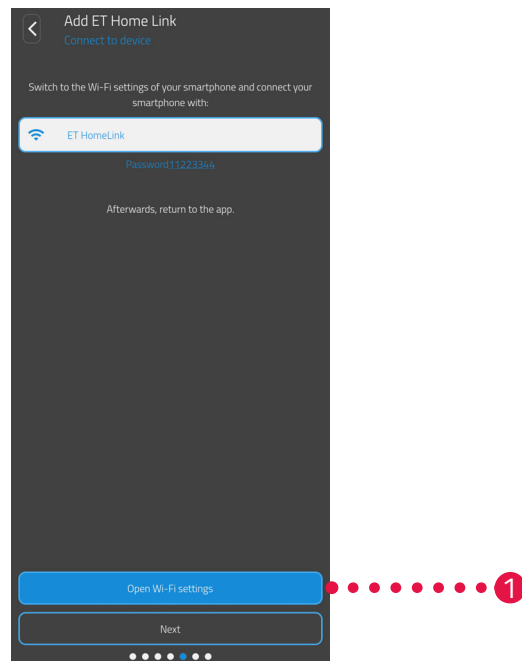 Add ET Home Link
Connect to device
Switch to the Wi-Fi settings of your smartphone and connect your
smartphone with:
ET HomeLink
Password11223344
Afterwards, return to the app.
Open Wi-Fi settings
1
Next